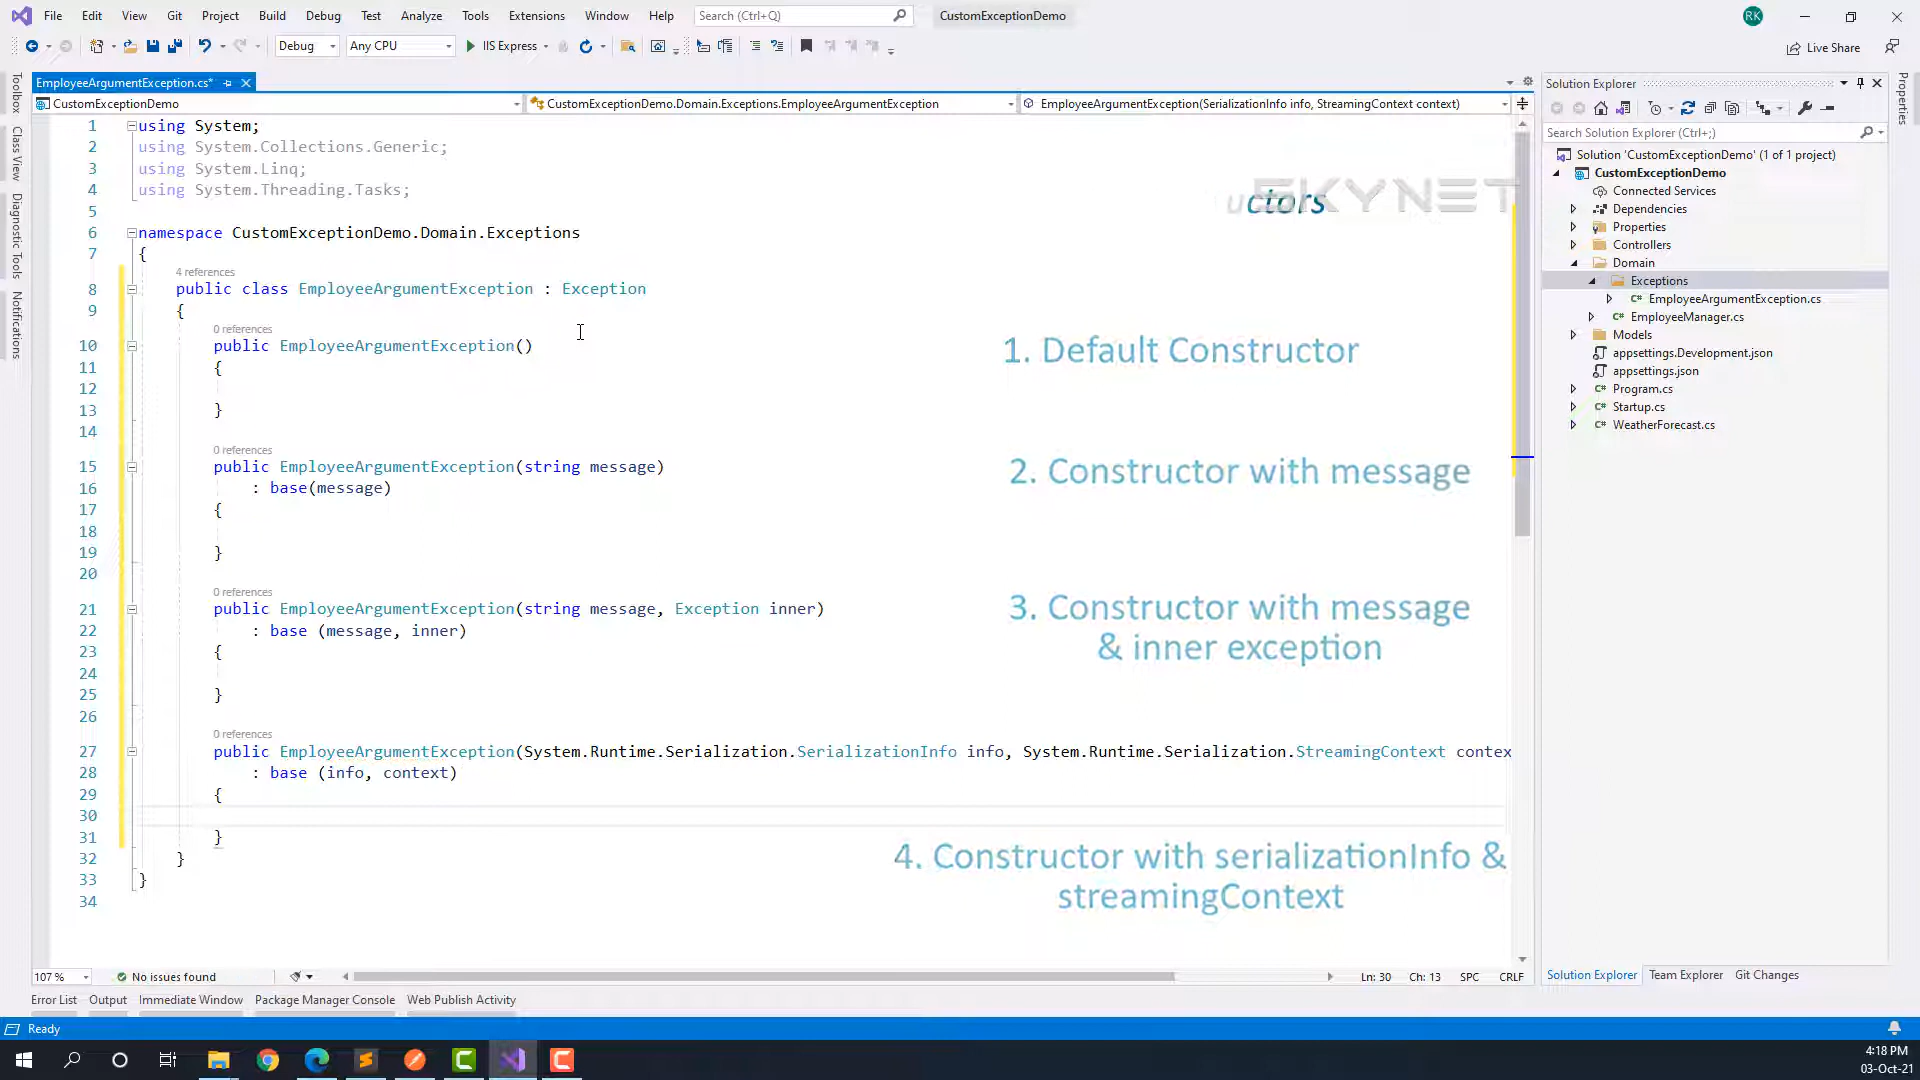 File Edit View Git Project Build Debug Test Analyze Tools Extensions Window Help Search (Ctrl+Q) CustomExceptionDemo RK
Debug Any CPU IIS Express Live Share
EmployeeArgumentException.cs*
CustomExceptionDemo CustomExceptionDemo.Domain.Exceptions.EmployeeArgumentException EmployeeArgumentException(SerializationInfo info, StreamingContext context)
Toolbox
Class View
Diagnostic Tools
Notifications
1 using System;
2 using System.Collections.Generic;
3 using System.Linq;
4 using System.Threading.Tasks;
5
6 namespace CustomExceptionDemo.Domain.Exceptions
7 {
4 references
8 public class EmployeeArgumentException : Exception
9 {
0 references
10 public EmployeeArgumentException()
11 {
12
13 }
14
0 references
15 public EmployeeArgumentException(string message)
16 : base(message)
17 {
18
19 }
20
0 references
21 public EmployeeArgumentException(string message, Exception inner)
22 : base (message, inner)
23 {
24
25 }
26
0 references
27 public EmployeeArgumentException(System.Runtime.Serialization.SerializationInfo info, System.Runtime.Serialization.StreamingContext contex
28 : base (info, context)
29 {
30
31 }
32 }
33 }
34
uctors
SKYNET
1. Default Constructor
2. Constructor with message
3. Constructor with message
& inner exception
4. Constructor with serializationInfo &
streamingContext
Solution Explorer
Search Solution Explorer (Ctrl+;)
Solution 'CustomExceptionDemo' (1 of 1 project)
CustomExceptionDemo
Connected Services
Dependencies
Properties
Controllers
Domain
Exceptions
C# EmployeeArgumentException.cs
C# EmployeeManager.cs
Models
appsettings.Development.json
appsettings.json
C# Program.cs
C# Startup.cs
C# WeatherForecast.cs
Properties
107 % No issues found Ln: 30 Ch: 13 SPC CRLF
Solution Explorer Team Explorer Git Changes
Error List Output Immediate Window Package Manager Console Web Publish Activity
Ready
4:18 PM
03-Oct-21